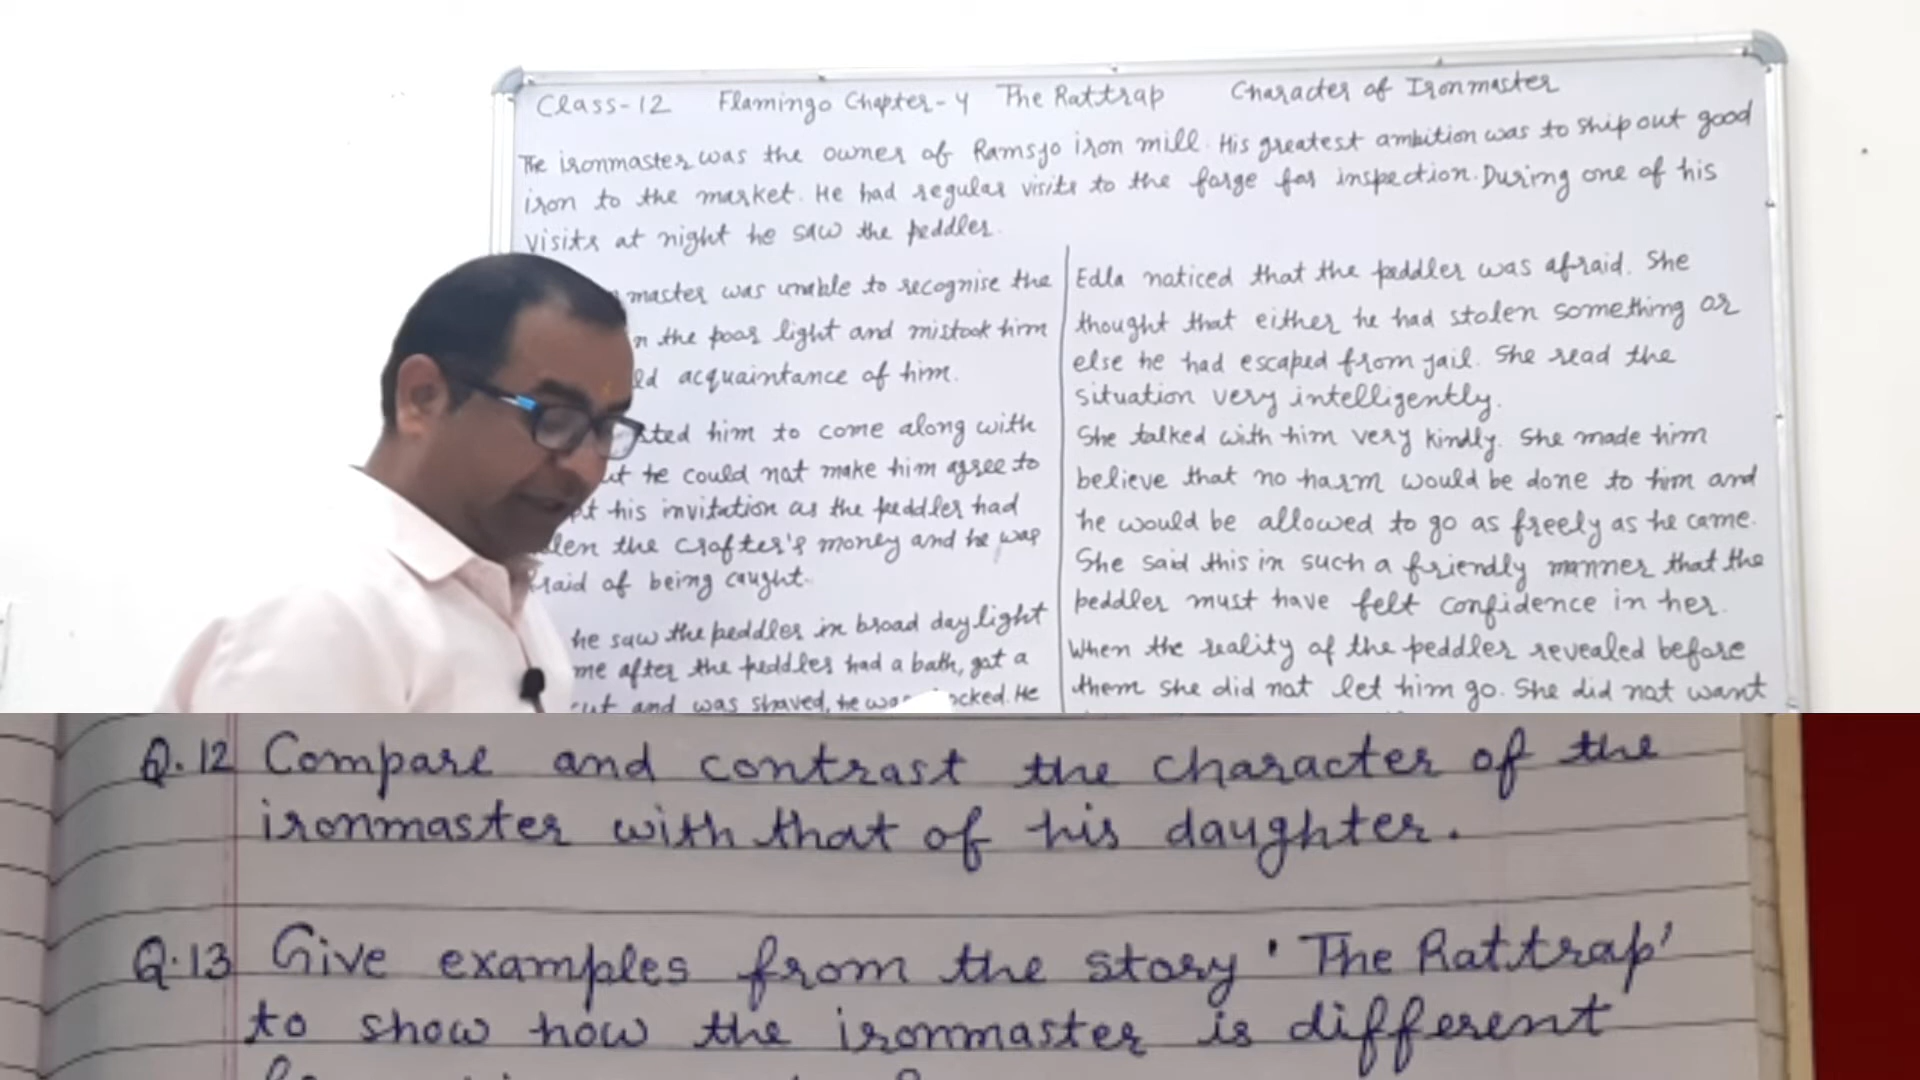 Class-12 Flamingo Chapter-4 The Rattrap Character of Ironmaster
The ironmaster was the owner of Ramsjo iron mill. His greatest ambition was to ship out good
iron to the market. He had regular visits to the forge for inspection. During one of his
visits at night he saw the peddler.
master was unable to recognise the
the poor light and mistook him
acquaintance of him.
him to come along with
he could not make him agree to
his invitation as the peddler had
the crofter's money and he was
of being caught.
he saw the peddler in broad day light
after the peddler had a bath, got a
cut and was shaved, he He
Edla noticed that the peddler was afraid. She
thought that either he had stolen something or
else he had escaped from jail. She read the
situation very intelligently.
She talked with him very kindly. She made him
believe that no harm would be done to him and
he would be allowed to go as freely as he came.
She said this in such a friendly manner that the
peddler must have felt confidence in her.
When the reality of the peddler revealed before
them she did not let him go. She did not want
Q.12 Compare and contrast the character of the
ironmaster with that of his daughter.
Q.13 Give examples from the story 'The Rattrap'
to show how the ironmaster is different